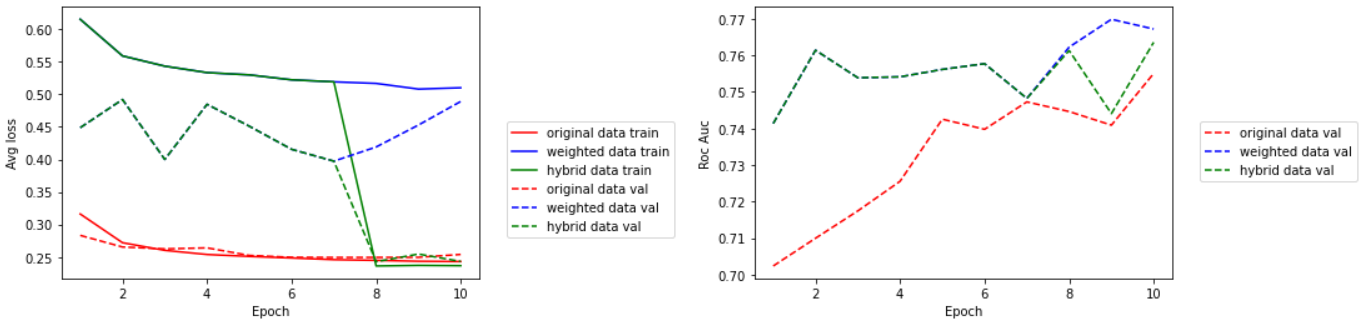 0.60
0.55
0.50
0.45
0.40
0.35
0.30
0.25
Avg loss
2
4
6
8
10
Epoch
original data train
weighted data train
hybrid data train
original data val
weighted data val
hybrid data val
0.77
0.76
0.75
0.74
0.73
0.72
0.71
0.70
Roc Auc
2
4
6
8
10
Epoch
original data val
weighted data val
hybrid data val